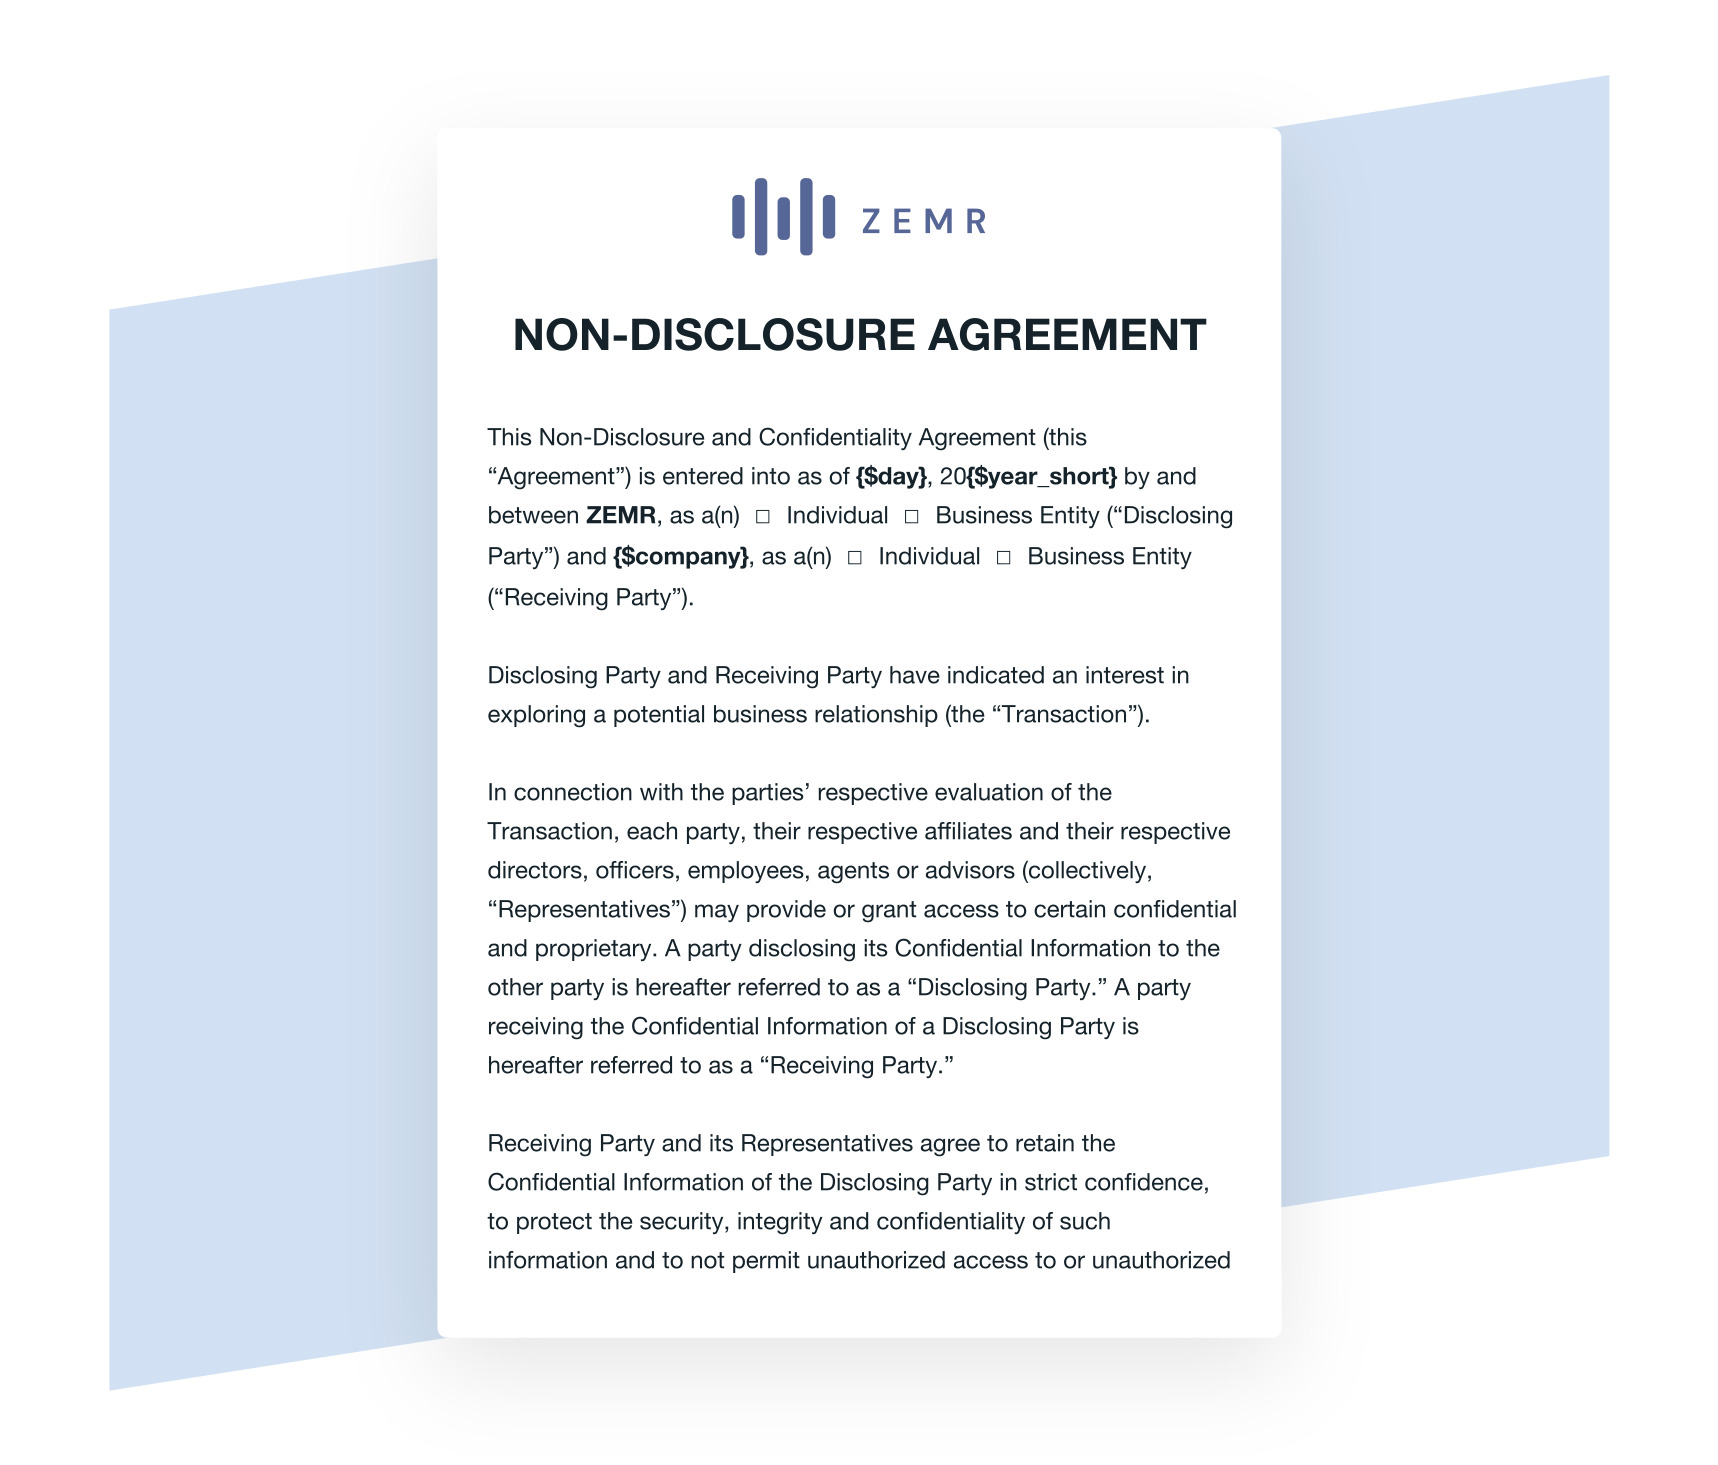 ZEMR
NON-DISCLOSURE AGREEMENT
This Non-Disclosure and Confidentiality Agreement (this
“Agreement”) is entered into as of {$day}, 20{$year_short} by and
between ZEMR, as a(n) □ Individual □ Business Entity (“Disclosing
Party”) and {$company}, as a(n) □ Individual □ Business Entity
(“Receiving Party”).
Disclosing Party and Receiving Party have indicated an interest in
exploring a potential business relationship (the “Transaction”).
In connection with the parties’ respective evaluation of the
Transaction, each party, their respective affiliates and their respective
directors, officers, employees, agents or advisors (collectively,
“Representatives”) may provide or grant access to certain confidential
and proprietary. A party disclosing its Confidential Information to the
other party is hereafter referred to as a “Disclosing Party.” A party
receiving the Confidential Information of a Disclosing Party is
hereafter referred to as a “Receiving Party.”
Receiving Party and its Representatives agree to retain the
Confidential Information of the Disclosing Party in strict confidence,
to protect the security, integrity and confidentiality of such
information and to not permit unauthorized access to or unauthorized